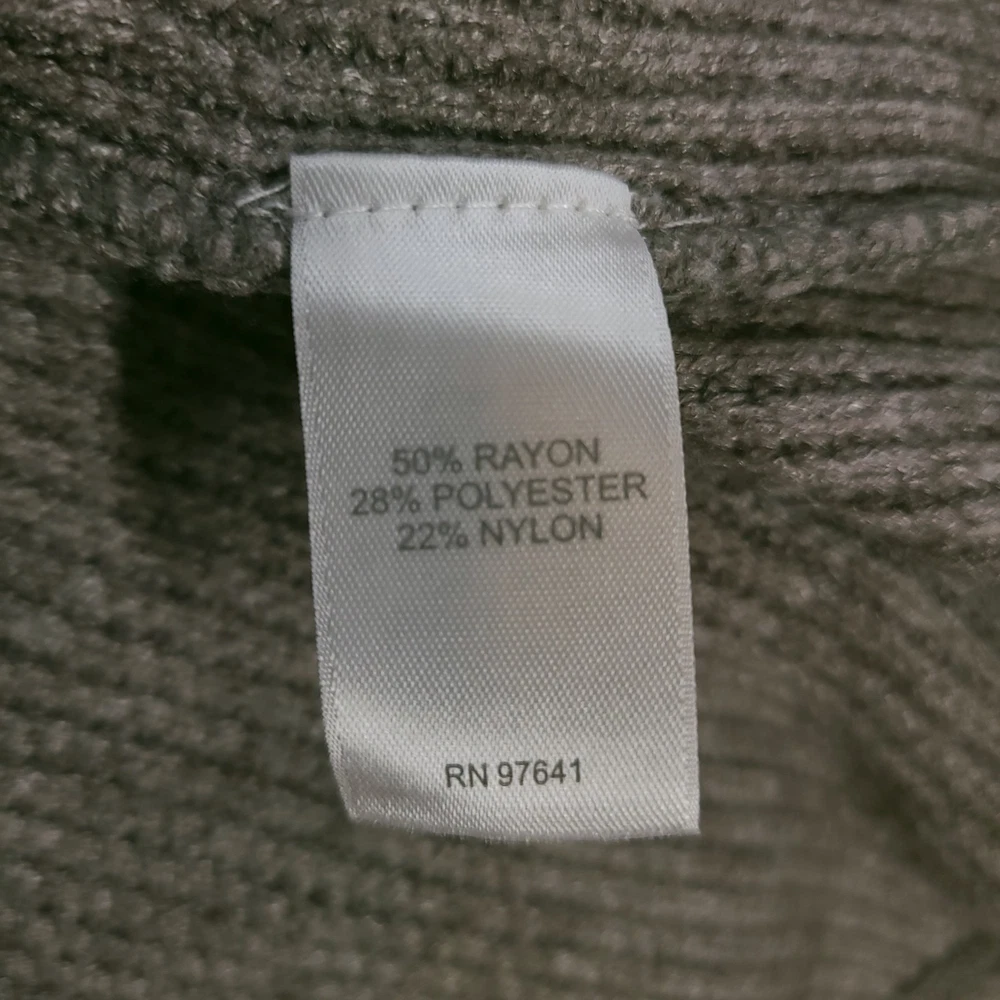 50% RAYON
28% POLYESTER
22% NYLON
RN 97641